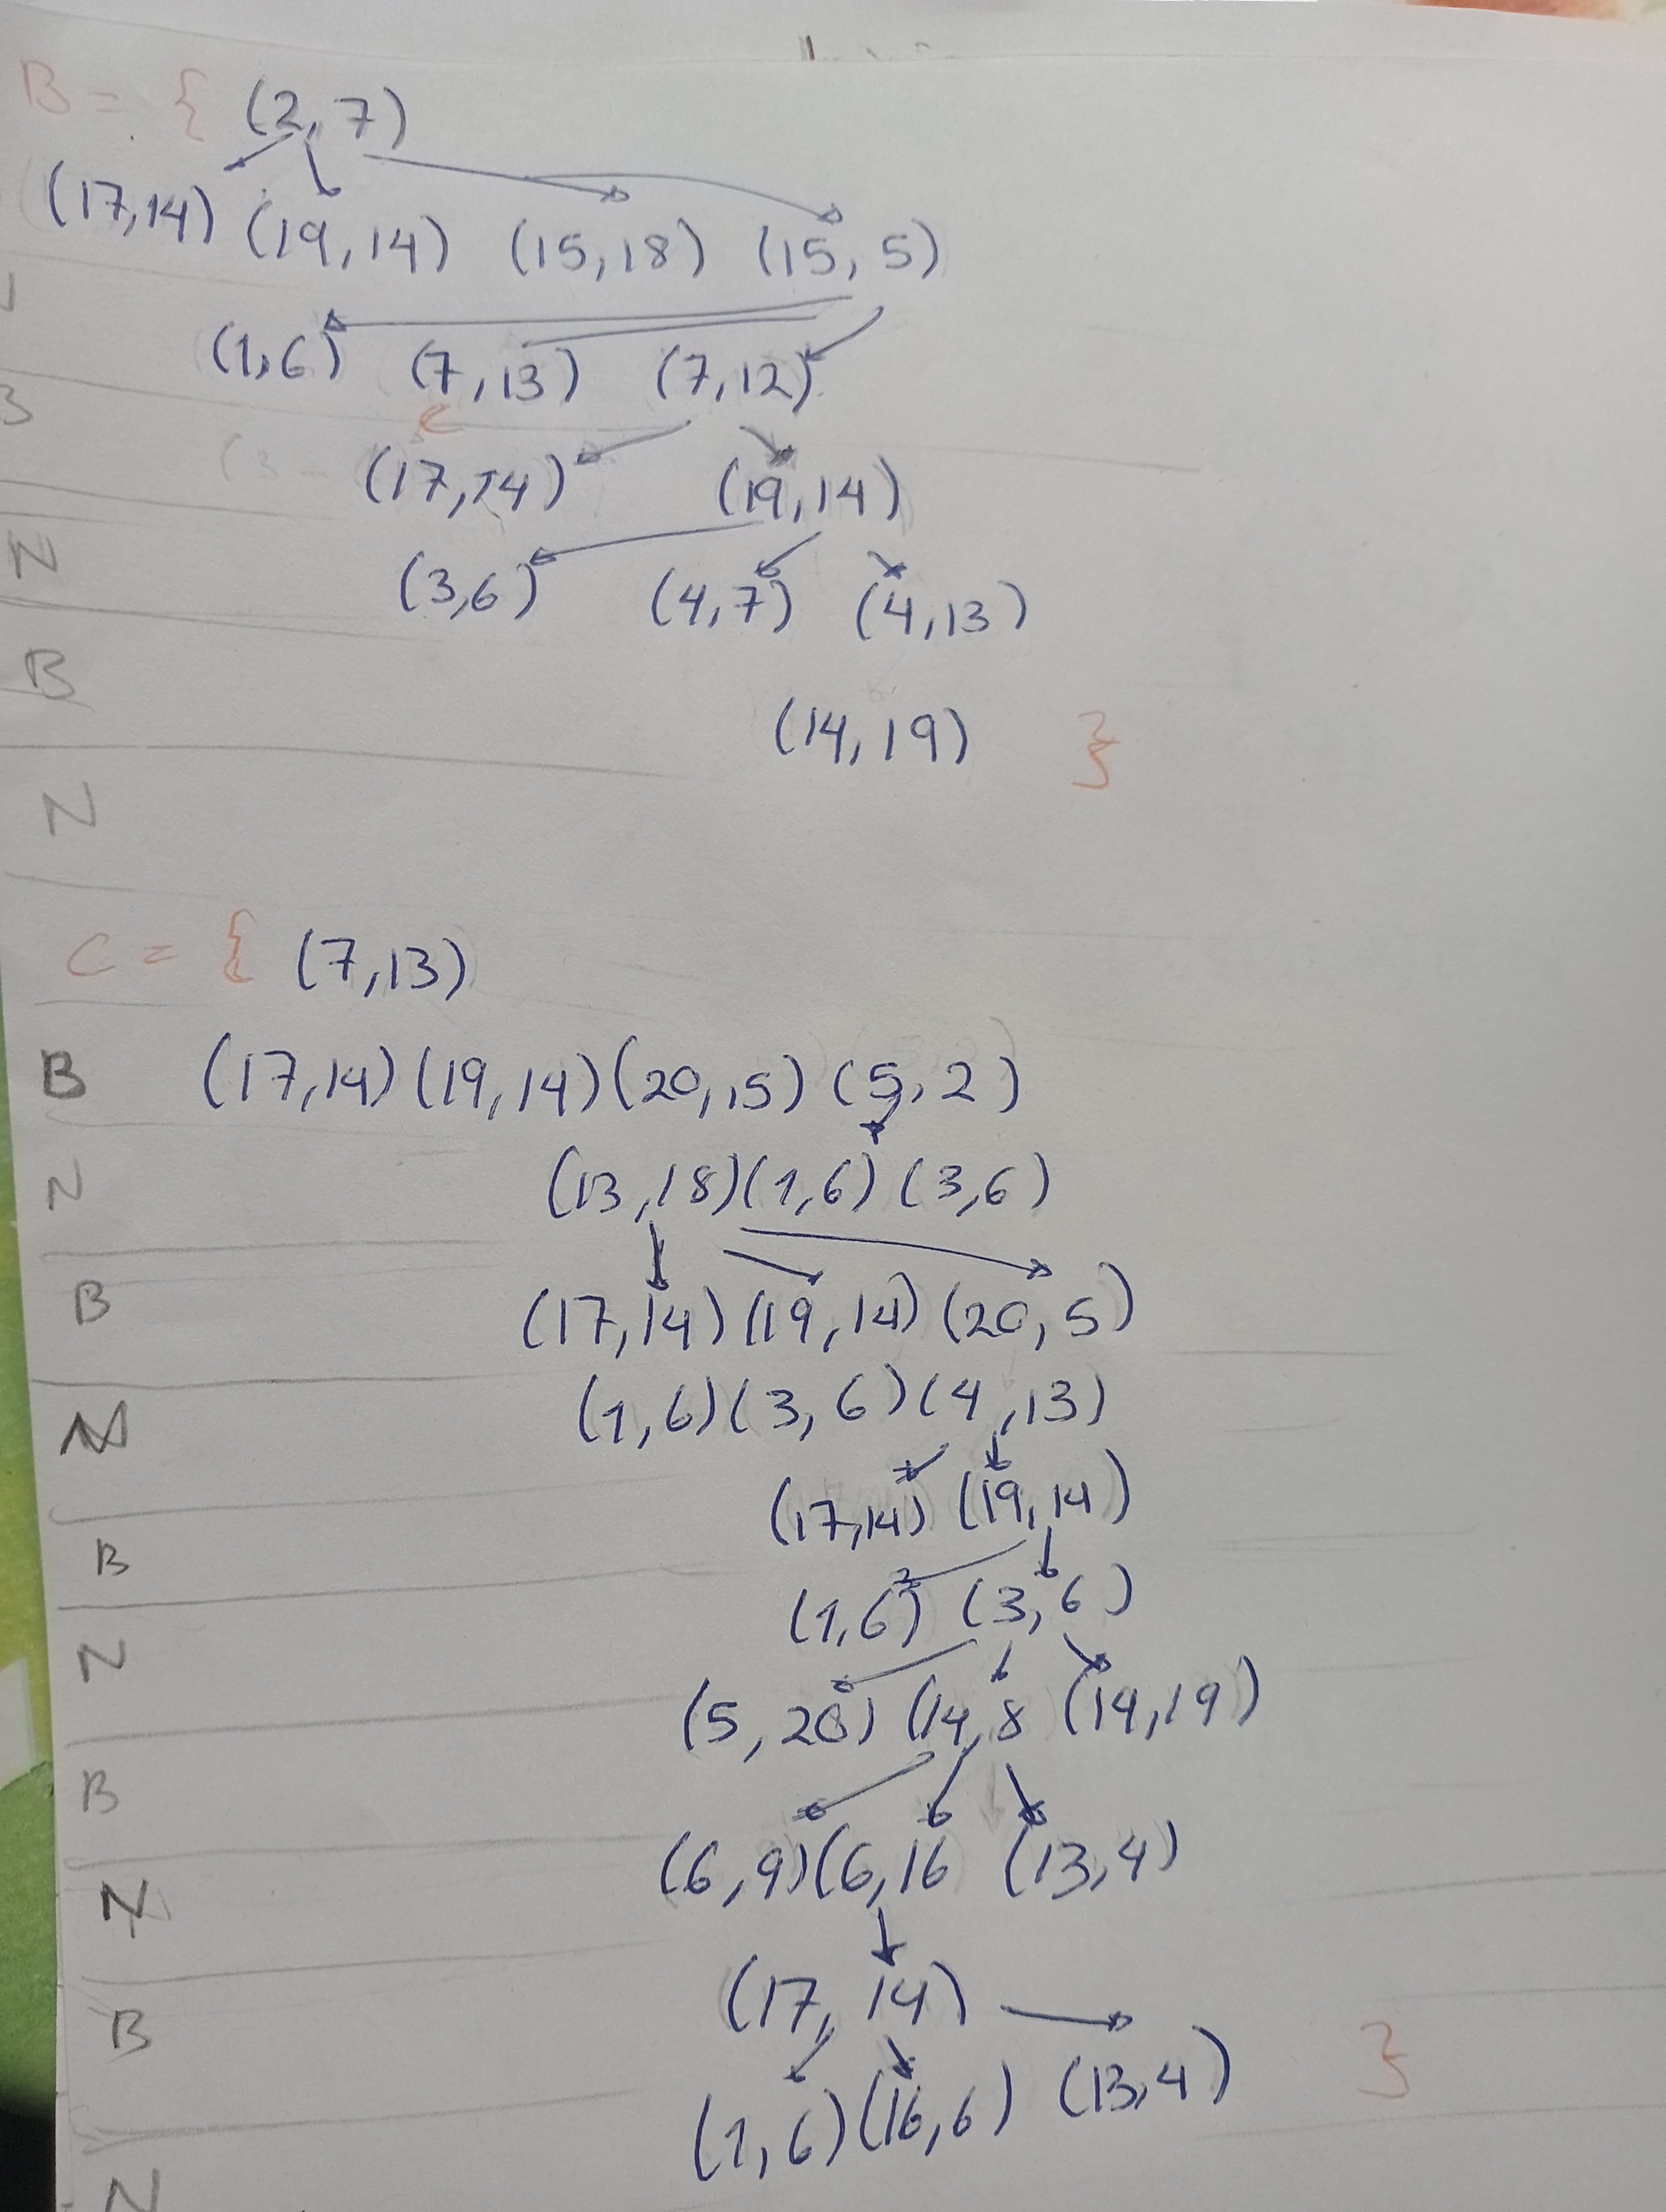 B = { (2,7)
(17,14) (19,14) (15,18) (15,5)
(1,6) (7,13) (7,12)
C
(17,14) (19,14)
N (3,6) (4,7) (4,13)
B
(14,19) }
N
C = { (7,13)
B (17,14) (19,14) (20,15) (5,2)
N (13,18) (1,6) (3,6)
B (17,14) (19,14) (20,5)
N (1,6) (3,6) (4,13)
(17,14) (19,14)
B
(1,6) (3,6)
N
(5,20) (14,8 (14,19)
B
(6,9) (6,16 (13,4)
N
(17,14)
B }
(1,6) (16,6) (13,4)
N